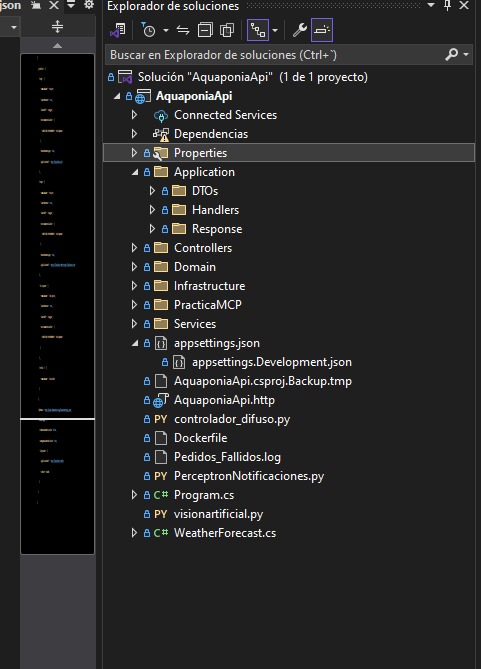 json
Explorador de soluciones
Buscar en Explorador de soluciones (Ctrl+`)
Solución "AquaponiaApi" (1 de 1 proyecto)
AquaponiaApi
Connected Services
Dependencias
Properties
Application
DTOs
Handlers
Response
Controllers
Domain
Infrastructure
PracticaMCP
Services
appsettings.json
appsettings.Development.json
AquaponiaApi.csproj.Backup.tmp
AquaponiaApi.http
PY controlador_difuso.py
Dockerfile
Pedidos_Fallidos.log
PY PerceptronNotificaciones.py
C# Program.cs
PY visionartificial.py
C# WeatherForecast.cs